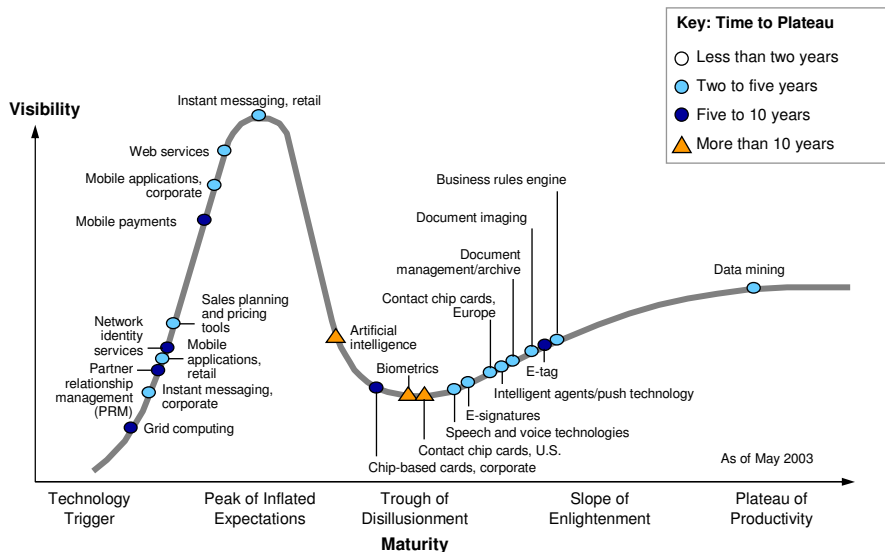 Key: Time to Plateau
Less than two years
Two to five years
Five to 10 years
More than 10 years
Visibility
Instant messaging, retail
Web services
Mobile applications,
corporate
Mobile payments
Business rules engine
Document imaging
Document
management/archive
Contact chip cards,
Europe
Data mining
Sales planning
and pricing
tools
Network
identity
services
Mobile
applications,
retail
Partner
relationship
management
(PRM)
Instant messaging,
corporate
Grid computing
Artificial
intelligence
Biometrics
E-tag
Intelligent agents/push technology
E-signatures
Speech and voice technologies
Contact chip cards, U.S.
Chip-based cards, corporate
As of May 2003
Technology
Trigger
Peak of Inflated
Expectations
Trough of
Disillusionment
Slope of
Enlightenment
Plateau of
Productivity
Maturity